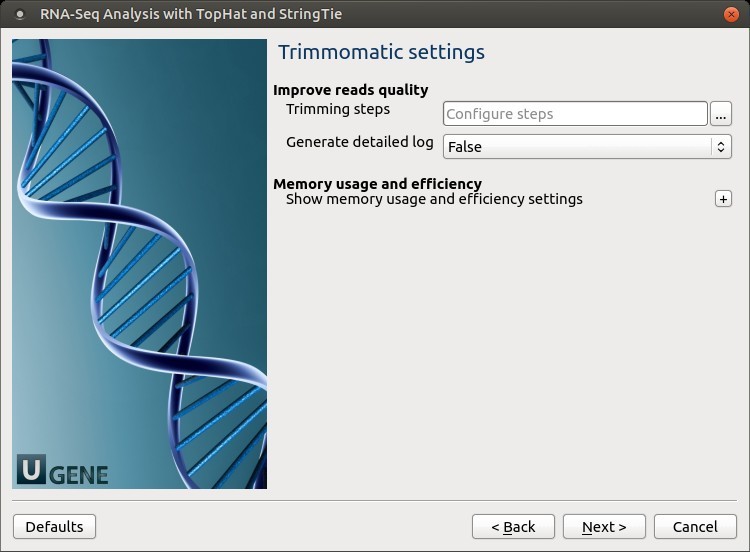 RNA-Seq Analysis with TopHat and StringTie
Trimmomatic settings
Improve reads quality
Trimming steps
Configure steps
...
Generate detailed log
False
Memory usage and efficiency
Show memory usage and efficiency settings
+
U GENE
Defaults
< Back
Next >
Cancel